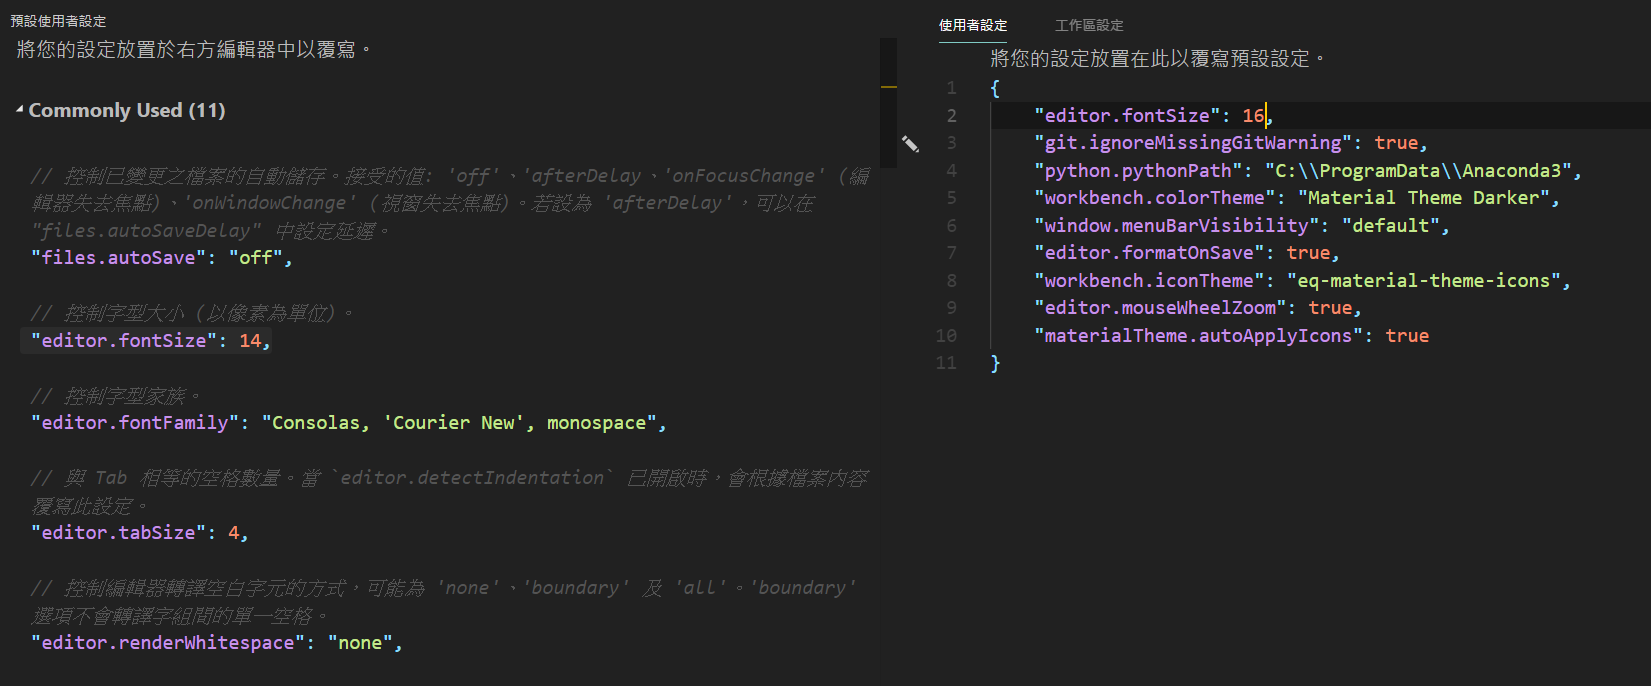 預設使用者設定
將您的設定放置於右方編輯器中以覆寫。
Commonly Used (11)
// 控制已變更之檔案的自動儲存。接受的值: 'off'、'afterDelay、'onFocusChange' (編
輯器失去焦點)、'onWindowChange' (視窗失去焦點)。若設為 'afterDelay'，可以在
"files.autoSaveDelay" 中設定延遲。
"files.autoSave": "off",
// 控制字型大小 (以像素為單位)。
"editor.fontSize": 14,
// 控制字型家族。
"editor.fontFamily": "Consolas, 'Courier New', monospace",
// 與 Tab 相等的空格數量。當 `editor.detectIndentation` 已開啟時，會根據檔案內容
覆寫此設定。
"editor.tabSize": 4,
// 控制編輯器轉譯空白字元的方式，可能為 'none'、'boundary' 及 'all'。'boundary'
選項不會轉譯字組間的單一空格。
"editor.renderWhitespace": "none",
使用者設定 工作區設定
將您的設定放置在此以覆寫預設設定。
1 {
2 "editor.fontSize": 16,
3 "git.ignoreMissingGitWarning": true,
4 "python.pythonPath": "C:\\ProgramData\\Anaconda3",
5 "workbench.colorTheme": "Material Theme Darker",
6 "window.menuBarVisibility": "default",
7 "editor.formatOnSave": true,
8 "workbench.iconTheme": "eq-material-theme-icons",
9 "editor.mouseWheelZoom": true,
10 "materialTheme.autoApplyIcons": true
11 }